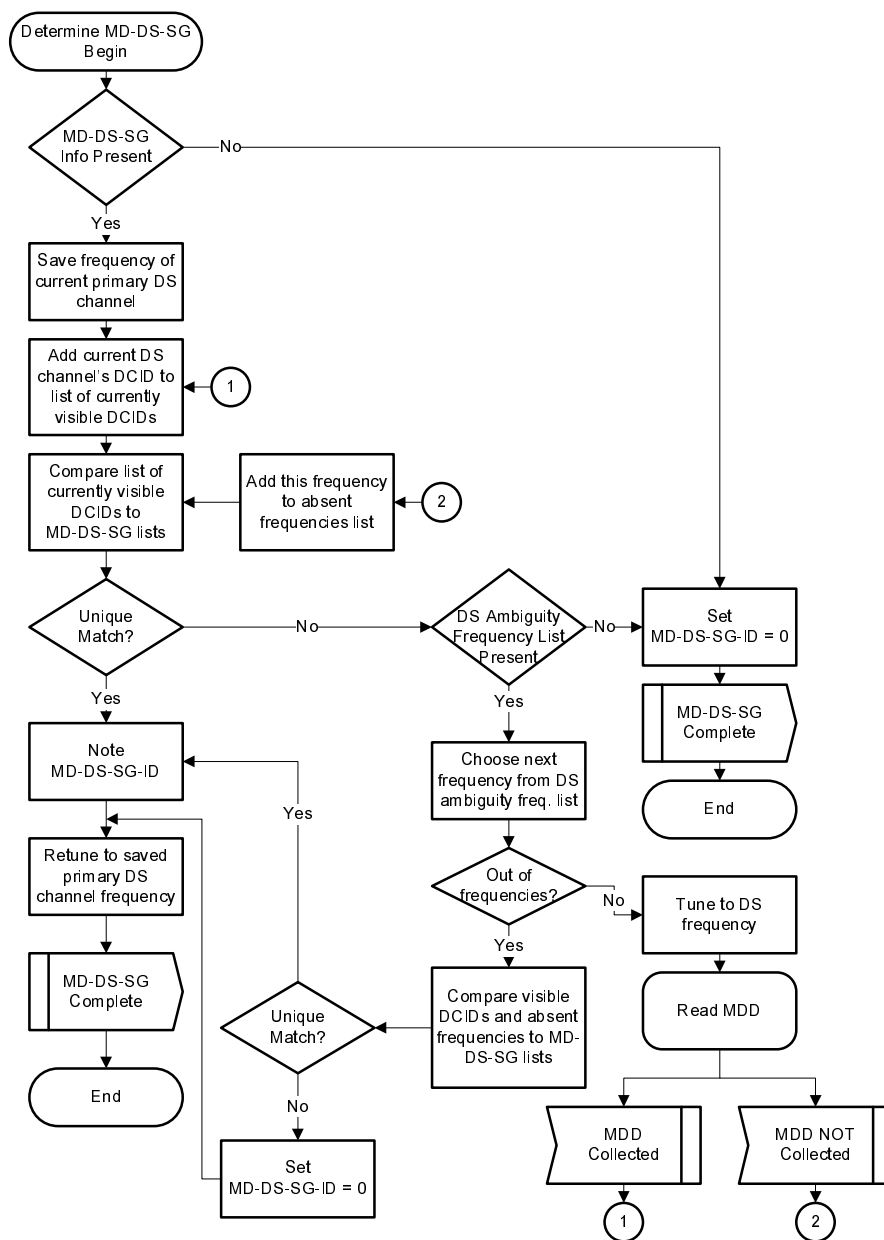 Determine MD-DS-SG
Begin
MD-DS-SG
Info Present
No
Yes
Save frequency of
current primary DS
channel
Add current DS
channel's DCID to
list of currently
visible DCIDs
1
Compare list of
currently visible
DCIDs to
MD-DS-SG lists
Add this frequency
to absent
frequencies list
2
Unique
Match?
No
DS Ambiguity
Frequency List
Present
No
Set
MD-DS-SG-ID = 0
Yes
Yes
MD-DS-SG
Complete
Note
MD-DS-SG-ID
Choose next
frequency from DS
ambiguity freq. list
Yes
End
Retune to saved
primary DS
channel frequency
Out of
frequencies?
No
Tune to DS
frequency
Yes
MD-DS-SG
Complete
Compare visible
DCIDs and absent
frequencies to MD-
DS-SG lists
Unique
Match?
Read MDD
End
No
MDD
Collected
MDD NOT
Collected
Set
MD-DS-SG-ID = 0
1
2